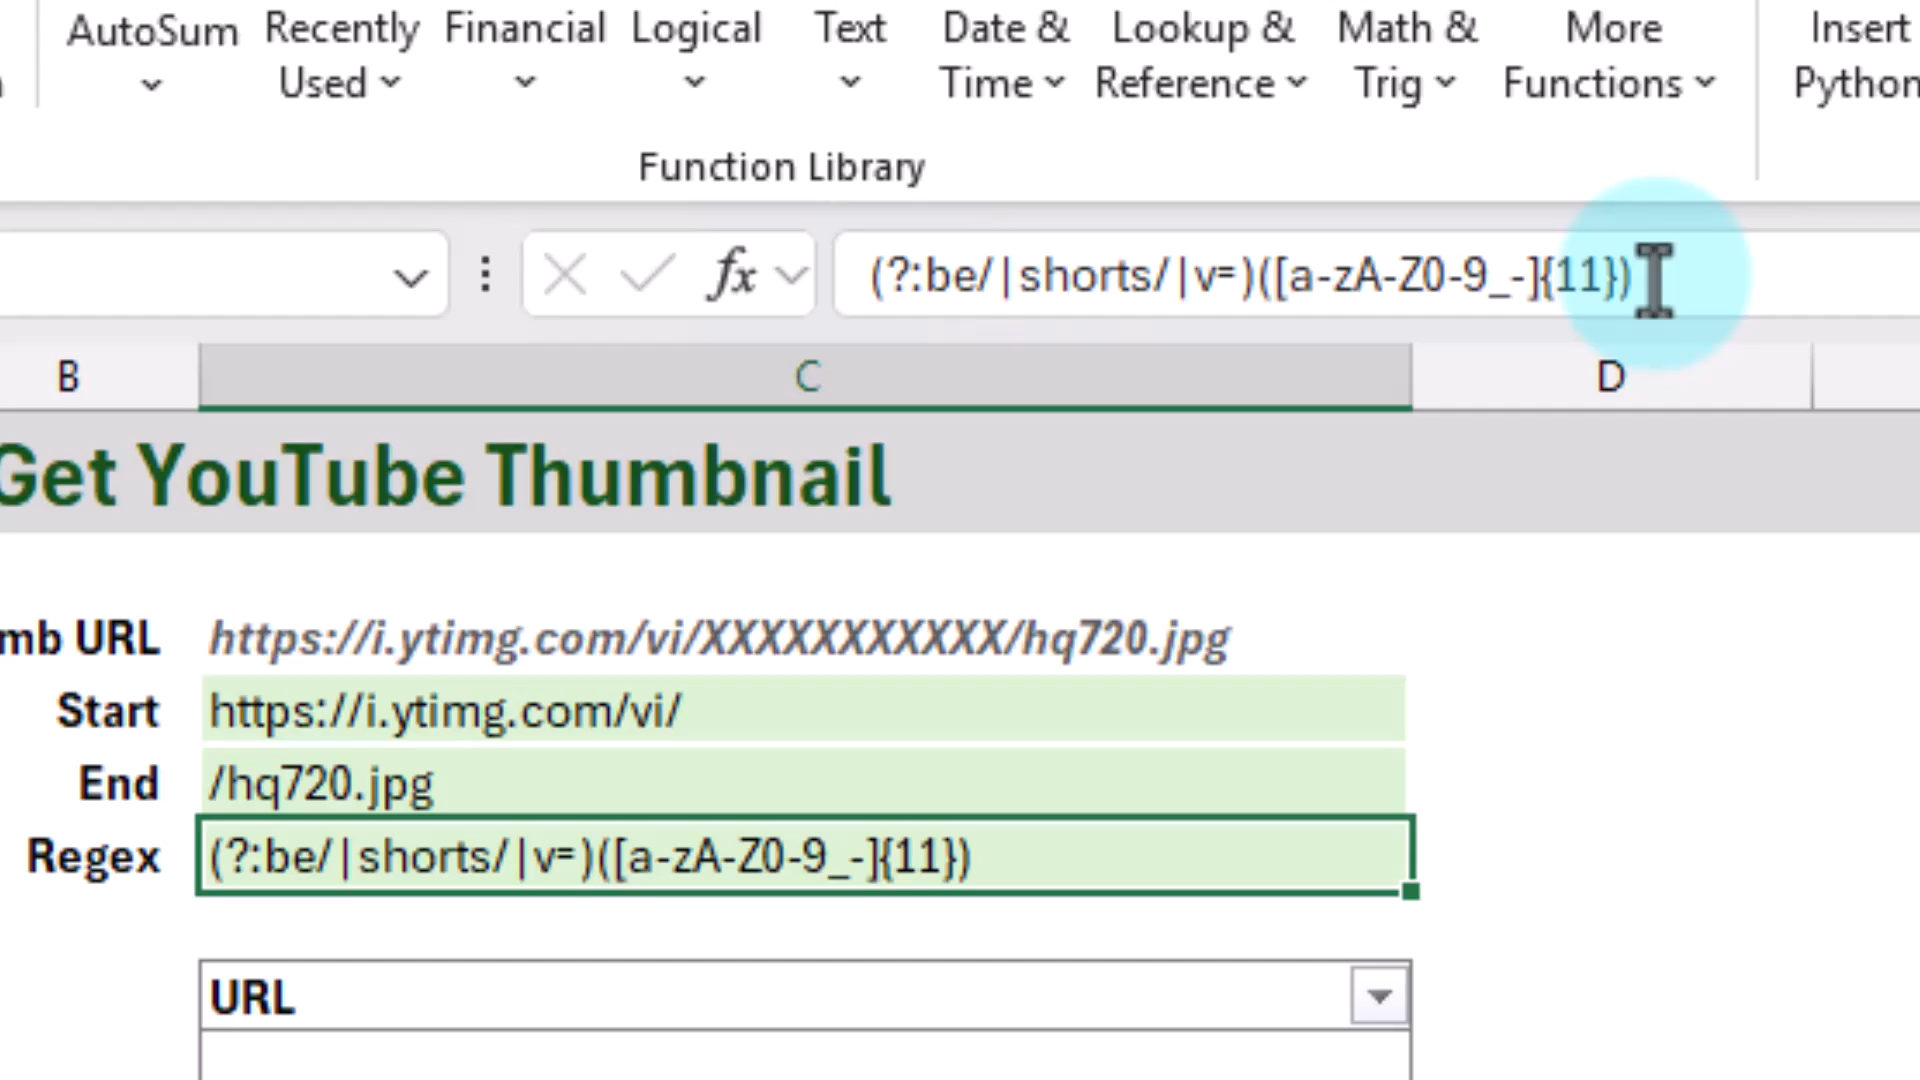 AutoSum Recently Used Financial Logical Text Date & Time Lookup & Reference Math & Trig More Functions Insert Python
Function Library
fx (?:be/|shorts/|v=)([a-zA-Z0-9_-]{11})
B C D
Get YouTube Thumbnail
mb URL https://i.ytimg.com/vi/XXXXXXXXXXX/hq720.jpg
Start https://i.ytimg.com/vi/
End /hq720.jpg
Regex (?:be/|shorts/|v=)([a-zA-Z0-9_-]{11})
URL